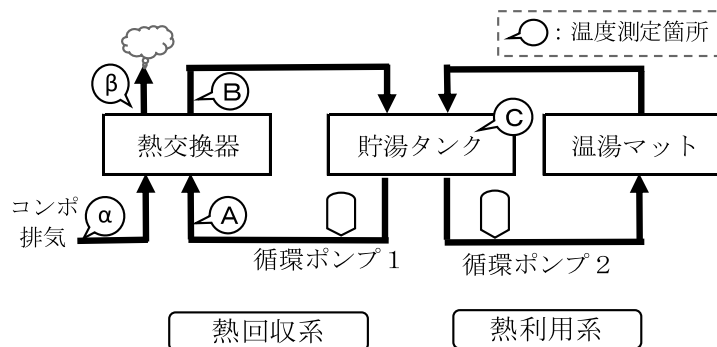 ：温度測定箇所
β
B
C
熱交換器
貯湯タンク
温湯マット
コンポ
排気
α
A
循環ポンプ1
循環ポンプ2
熱回収系
熱利用系